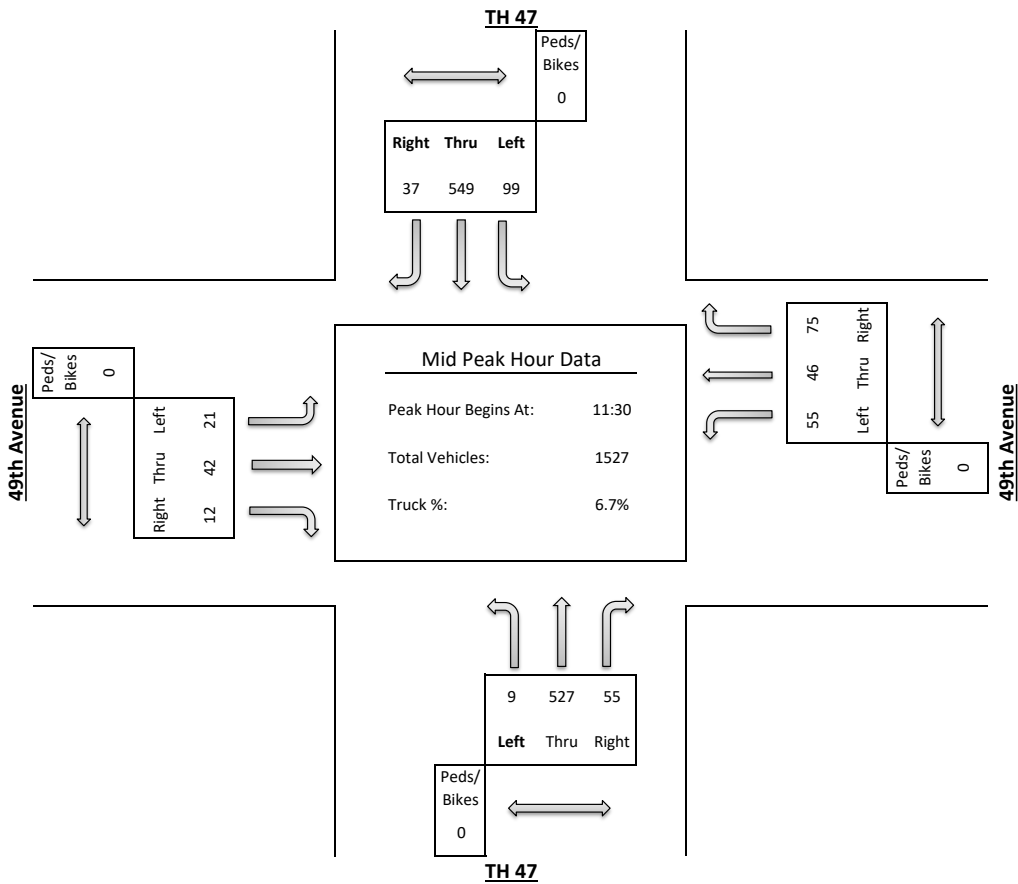 TH 47
Peds/
Bikes
0
Right Thru Left
37 549 99
49th Avenue
Peds/
Bikes
0
Left 21
Thru 42
Right 12
Mid Peak Hour Data
Peak Hour Begins At: 11:30
Total Vehicles: 1527
Truck %: 6.7%
75 Right
46 Thru
55 Left
Peds/
Bikes
0
49th Avenue
9 527 55
Left Thru Right
Peds/
Bikes
0
TH 47